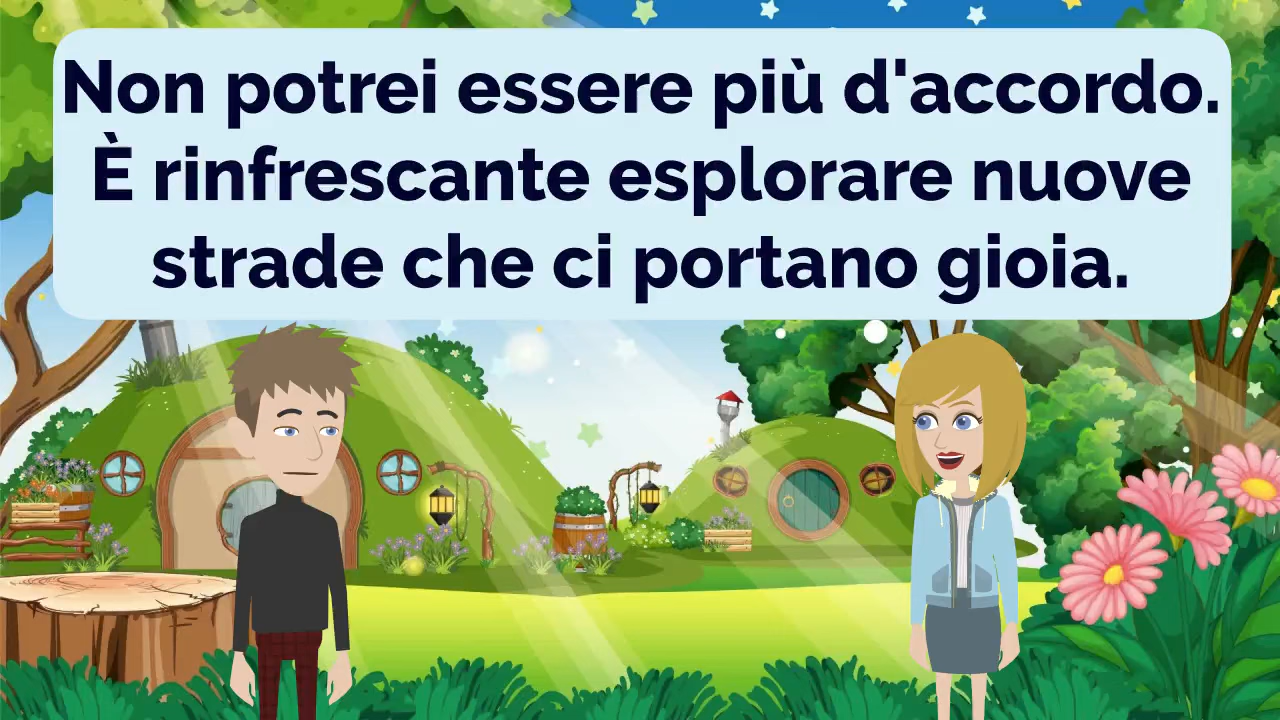 Non potrei essere più d'accordo.
È rinfrescante esplorare nuove
strade che ci portano gioia.